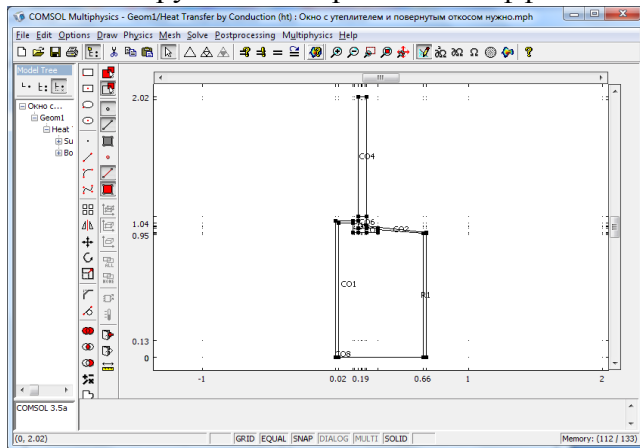 COMSOL Multiphysics - Geom1/Heat Transfer by Conduction (ht) : Окно с утеплителем и повернутым откосом нужно.mph
File Edit Options Draw Physics Mesh Solve Postprocessing Multiphysics Help
Model Tree
Окно с...
Geom1
Heat
Su
Bo
2.02
1.04
0.95
0.13
0
CO4
CO6
CO2
CO1
R1
CO8
-1
0.02 0.19
0.66
1
2
COMSOL 3.5a
(0, 2.02)
GRID EQUAL SNAP DIALOG MULTI SOLID
Memory: (112 / 133)